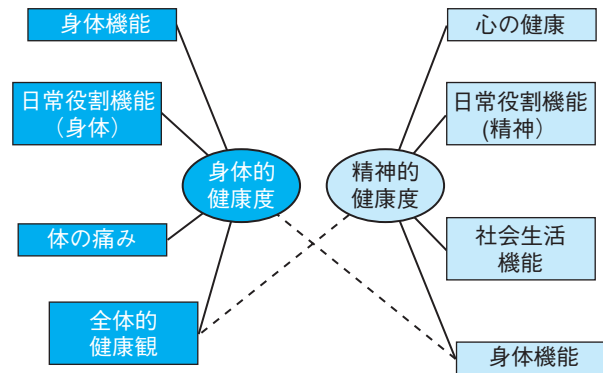 身体機能
日常役割機能
（身体）
体の痛み
全体的
健康観
身体的
健康度
精神的
健康度
心の健康
日常役割機能
(精神）
社会生活
機能
身体機能